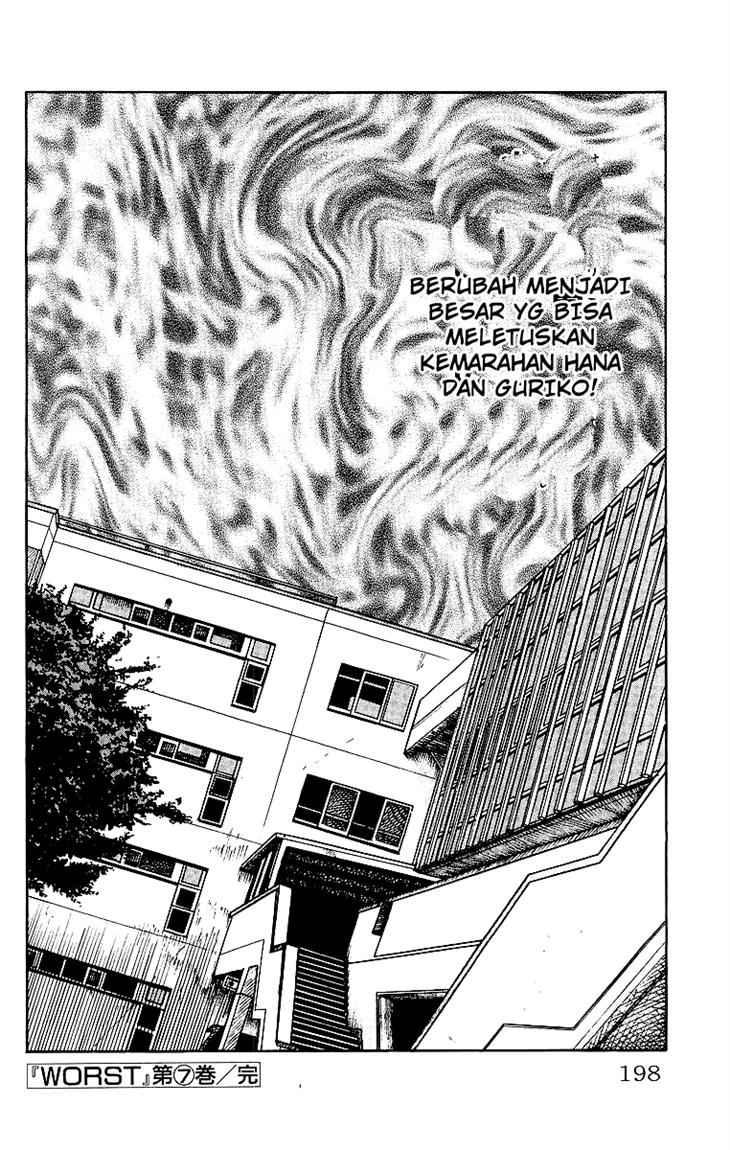 BERUBAH MENJADI
BESAR YG BISA
MELETUSKAN
KEMARAHAN HANA
DAN GURIKO!
『WORST』第⑦巻／完
198